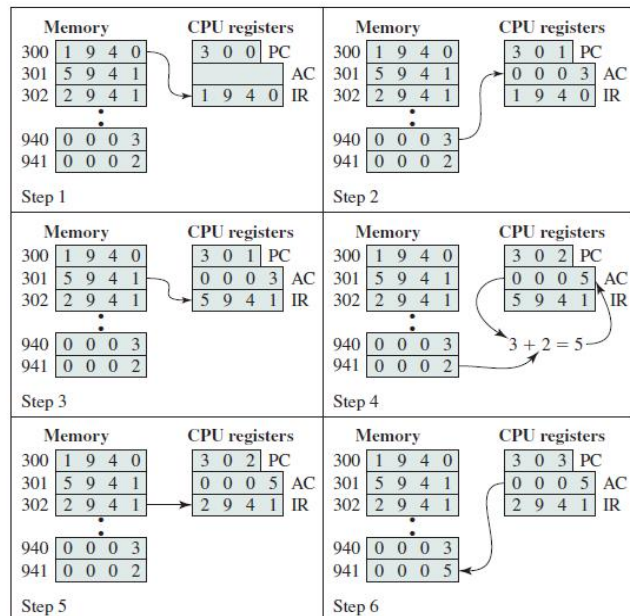 Memory CPU registers
300 1 9 4 0 3 0 0 PC
301 5 9 4 1 AC
302 2 9 4 1 1 9 4 0 IR
940 0 0 0 3
941 0 0 0 2
Step 1
Memory CPU registers
300 1 9 4 0 3 0 1 PC
301 5 9 4 1 0 0 0 3 AC
302 2 9 4 1 1 9 4 0 IR
940 0 0 0 3
941 0 0 0 2
Step 2
Memory CPU registers
300 1 9 4 0 3 0 1 PC
301 5 9 4 1 0 0 0 3 AC
302 2 9 4 1 5 9 4 1 IR
940 0 0 0 3
941 0 0 0 2
Step 3
Memory CPU registers
300 1 9 4 0 3 0 2 PC
301 5 9 4 1 0 0 0 5 AC
302 2 9 4 1 5 9 4 1 IR
940 0 0 0 3 3 + 2 = 5
941 0 0 0 2
Step 4
Memory CPU registers
300 1 9 4 0 3 0 2 PC
301 5 9 4 1 0 0 0 5 AC
302 2 9 4 1 2 9 4 1 IR
940 0 0 0 3
941 0 0 0 2
Step 5
Memory CPU registers
300 1 9 4 0 3 0 3 PC
301 5 9 4 1 0 0 0 5 AC
302 2 9 4 1 2 9 4 1 IR
940 0 0 0 3
941 0 0 0 5
Step 6